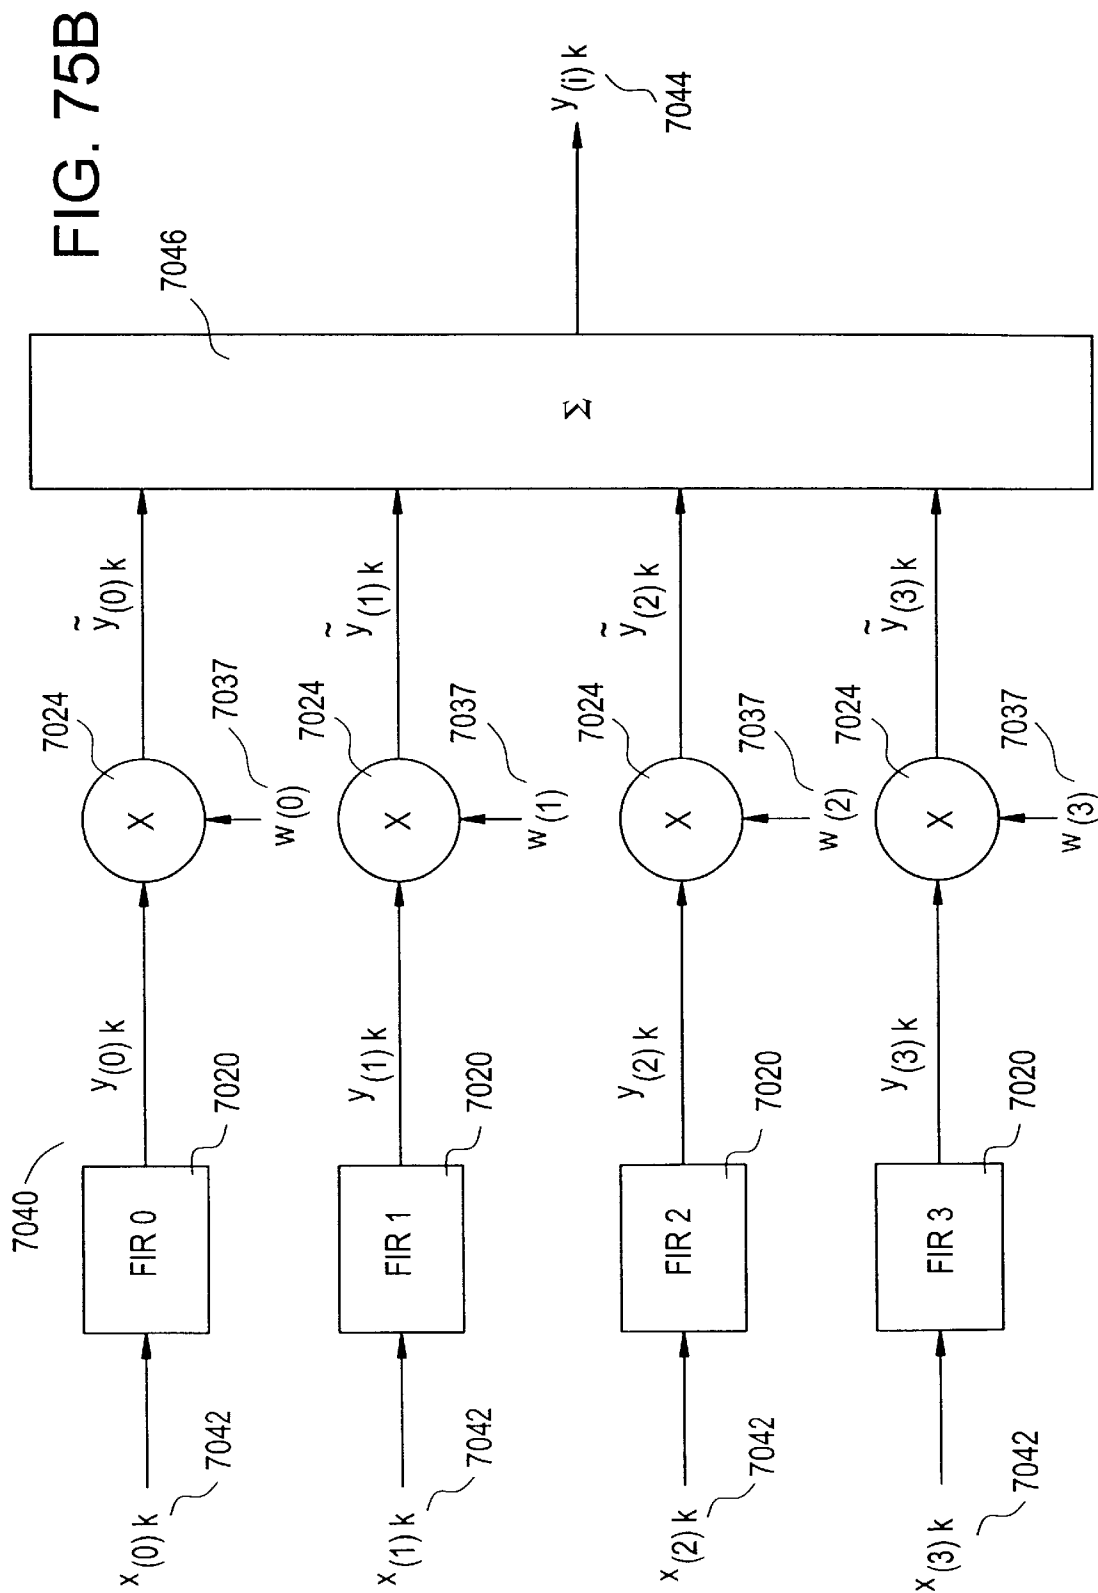 FIG. 75B
7040
x(0) k
7042
FIR 0
7020
y(0) k
X
7024
w(0)
7037
ỹ(0) k
x(1) k
7042
FIR 1
7020
y(1) k
X
7024
w(1)
7037
ỹ(1) k
x(2) k
7042
FIR 2
7020
y(2) k
X
7024
w(2)
7037
ỹ(2) k
x(3) k
7042
FIR 3
7020
y(3) k
X
7024
w(3)
7037
ỹ(3) k
Σ
7046
y(i) k
7044